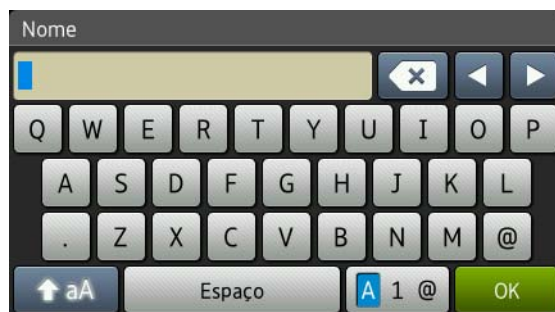 Nome
Q W E R T Y U I O P
A S D F G H J K L
. Z X C V B N M @
aA Espaço A 1 @ OK